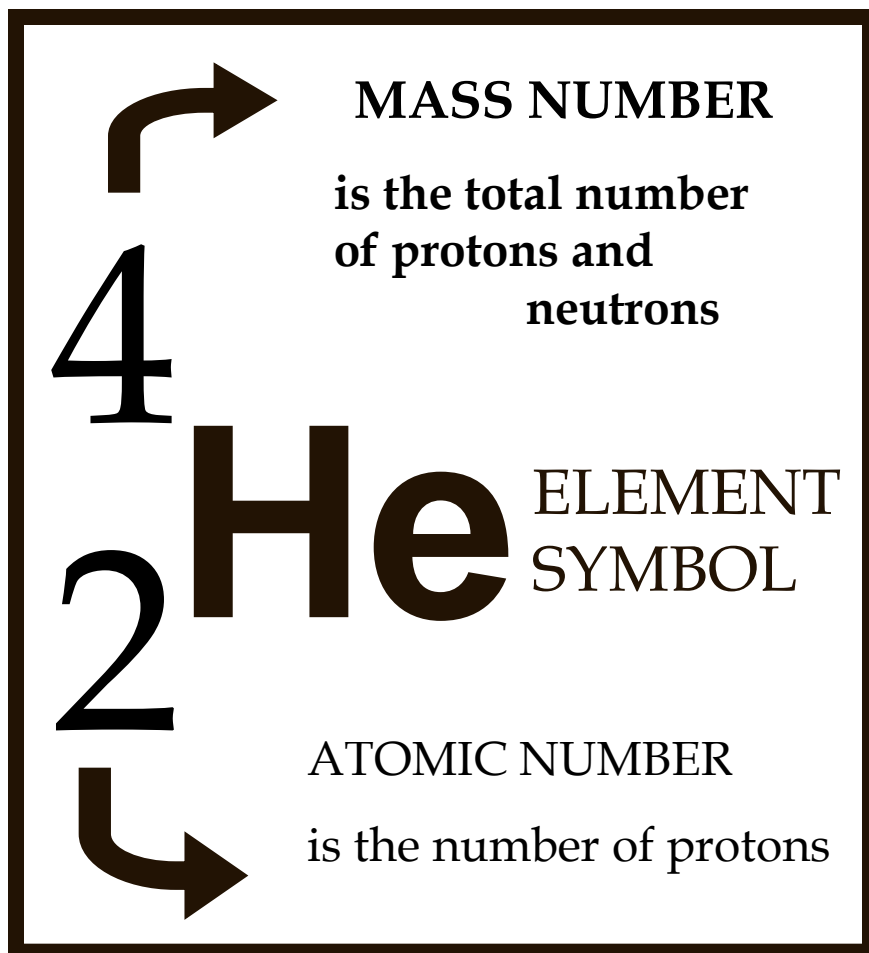 MASS NUMBER
is the total number
of protons and
neutrons
4
He
ELEMENT
SYMBOL
2
ATOMIC NUMBER
is the number of protons